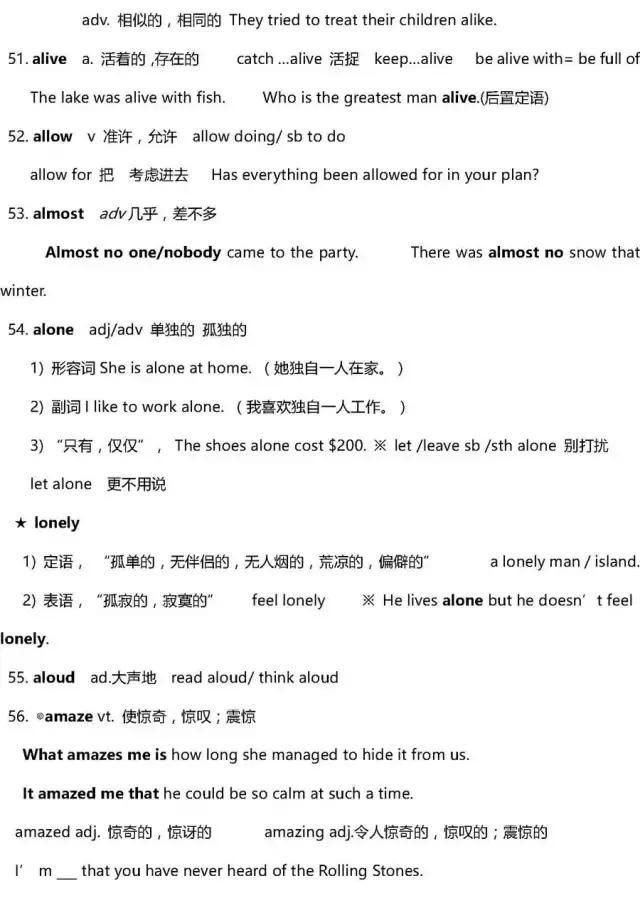 adv. 相似的，相同的 They tried to treat their children alike.
51. alive a. 活着的 ,存在的 catch ...alive 活捉 keep...alive be alive with= be full of
The lake was alive with fish. Who is the greatest man alive.(后置定语)
52. allow v 准许，允许 allow doing/ sb to do
allow for 把 考虑进去 Has everything been allowed for in your plan?
53. almost adv几乎，差不多
Almost no one/nobody came to the party. There was almost no snow that
winter.
54. alone adj/adv 单独的 孤独的
1) 形容词 She is alone at home. （她独自一人在家。）
2) 副词 I like to work alone. （我喜欢独自一人工作。）
3) “只有，仅仅”， The shoes alone cost $200. ※ let /leave sb /sth alone 别打扰
let alone 更不用说
★ lonely
1) 定语， “孤单的，无伴侣的，无人烟的，荒凉的，偏僻的” a lonely man / island.
2) 表语，“孤寂的，寂寞的” feel lonely ※ He lives alone but he doesn’t feel
lonely.
55. aloud ad.大声地 read aloud/ think aloud
56. ◎amaze vt. 使惊奇，惊叹；震惊
What amazes me is how long she managed to hide it from us.
It amazed me that he could be so calm at such a time.
amazed adj. 惊奇的，惊讶的 amazing adj.令人惊奇的，惊叹的；震惊的
I’m ___ that you have never heard of the Rolling Stones.